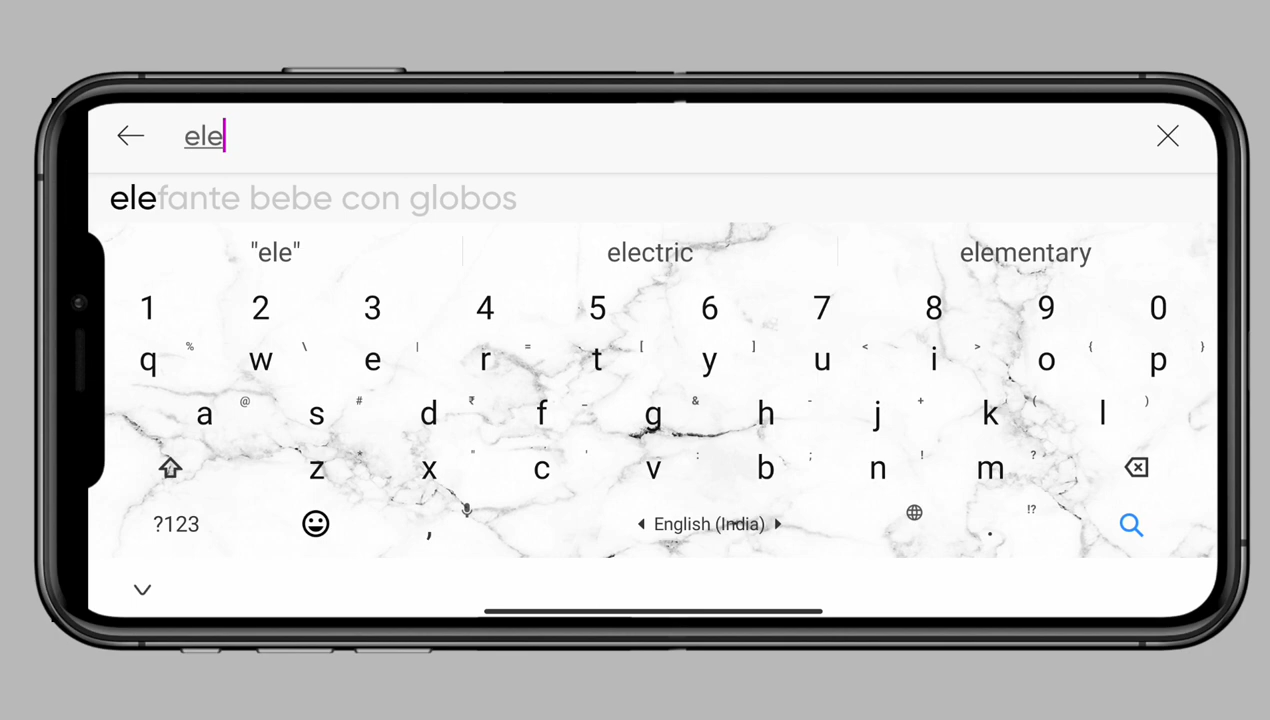 ele
elefante bebe con globos
"ele" electric elementary
1 2 3 4 5 6 7 8 9 0
q % w \ e | r = t [ y ] u < i > o { p }
a @ s # d ₹ f _ g & h - j + k ( l )
z * x " c ' v : b ; n ! m ?
?123 , English (India) . !?